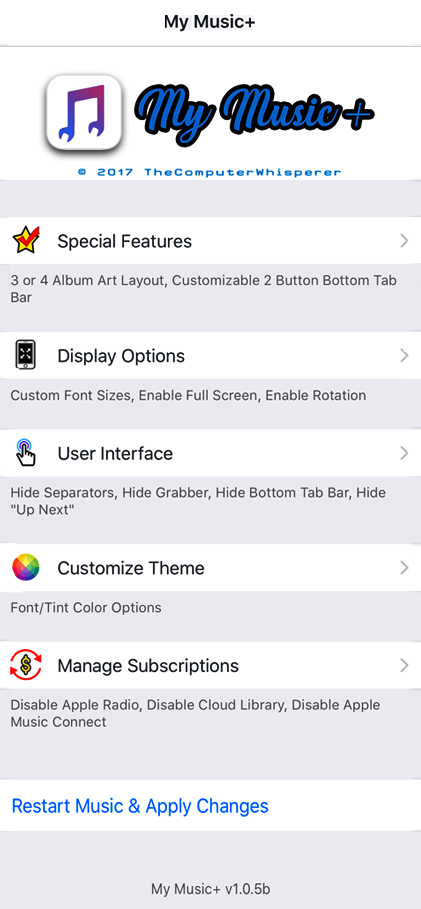 My Music+
My Music +
© 2017 TheComputerWhisperer
Special Features
3 or 4 Album Art Layout, Customizable 2 Button Bottom Tab
Bar
Display Options
Custom Font Sizes, Enable Full Screen, Enable Rotation
User Interface
Hide Separators, Hide Grabber, Hide Bottom Tab Bar, Hide
"Up Next"
Customize Theme
Font/Tint Color Options
$
Manage Subscriptions
Disable Apple Radio, Disable Cloud Library, Disable Apple
Music Connect
Restart Music & Apply Changes
My Music+ v1.0.5b